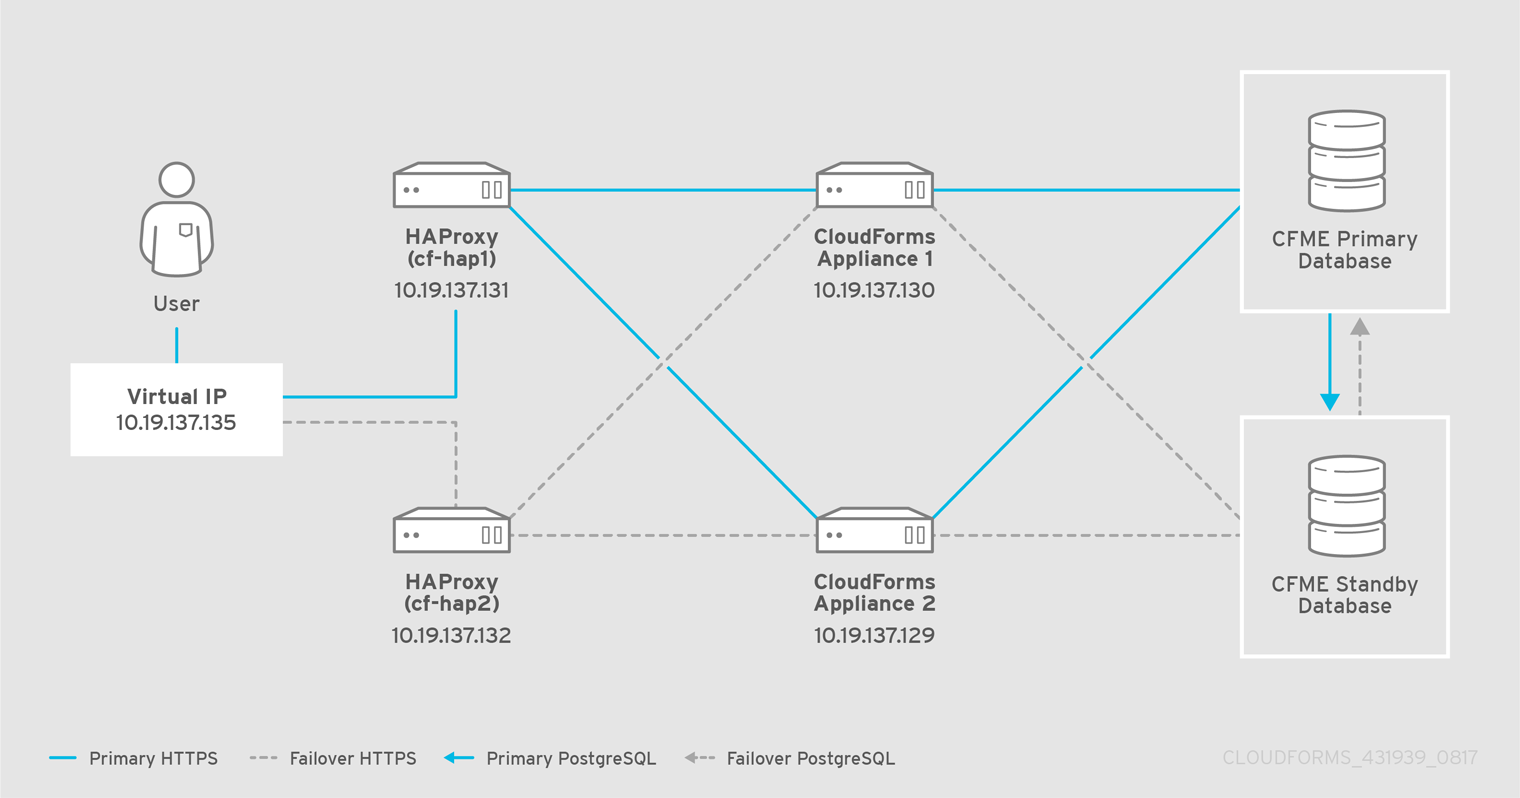 User
Virtual IP
10.19.137.135
HAProxy
(cf-hap1)
10.19.137.131
HAProxy
(cf-hap2)
10.19.137.132
CloudForms
Appliance 1
10.19.137.130
CloudForms
Appliance 2
10.19.137.129
CFME Primary
Database
CFME Standby
Database
Primary HTTPS
Failover HTTPS
Primary PostgreSQL
Failover PostgreSQL
CLOUDFORMS_431939_0817